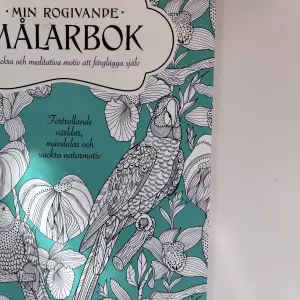 MIN ROGIVANDE
MÅLARBOK
vackra och meditativa motiv att färglägga själv
Förtrollande
världar,
mandalas och
vackra naturmotiv